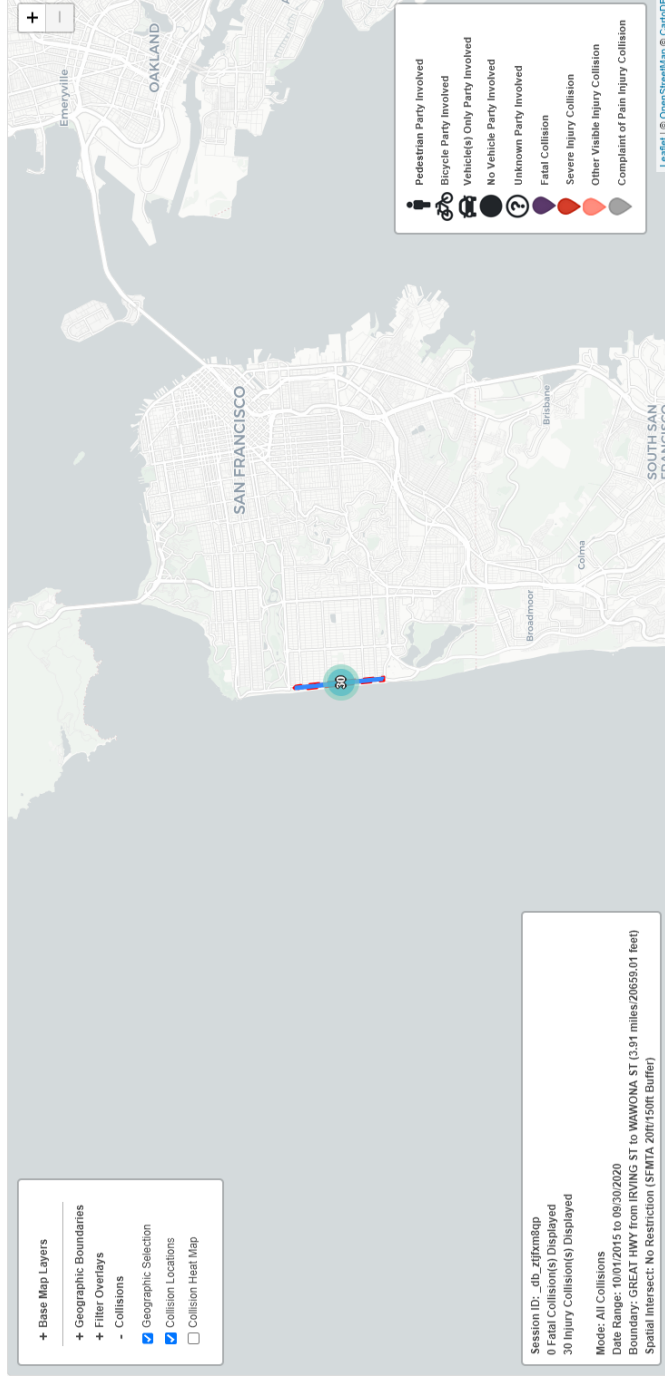 + Base Map Layers
+ Geographic Boundaries
+ Filter Overlays
- Collisions
Geographic Selection
Collision Locations
Collision Heat Map
Session ID: _db_ztjfxm8qp
0 Fatal Collision(s) Displayed
30 Injury Collision(s) Displayed
Mode: All Collisions
Date Range: 10/01/2015 to 09/30/2020
Boundary: GREAT HWY from IRVING ST to WAWONA ST (3.91 miles/20659.01 feet)
Spatial Intersect: No Restriction (SFMTA 20ft/150ft Buffer)
30
SAN FRANCISCO
Emeryville
OAKLAND
Brisbane
Broadmoor
Colma
SOUTH SAN
FRANCISCO
+
−
Pedestrian Party Involved
Bicycle Party Involved
Vehicle(s) Only Party Involved
No Vehicle Party Involved
? Unknown Party Involved
Fatal Collision
Severe Injury Collision
Other Visible Injury Collision
Complaint of Pain Injury Collision
Leaflet | © OpenStreetMap © CartoDB